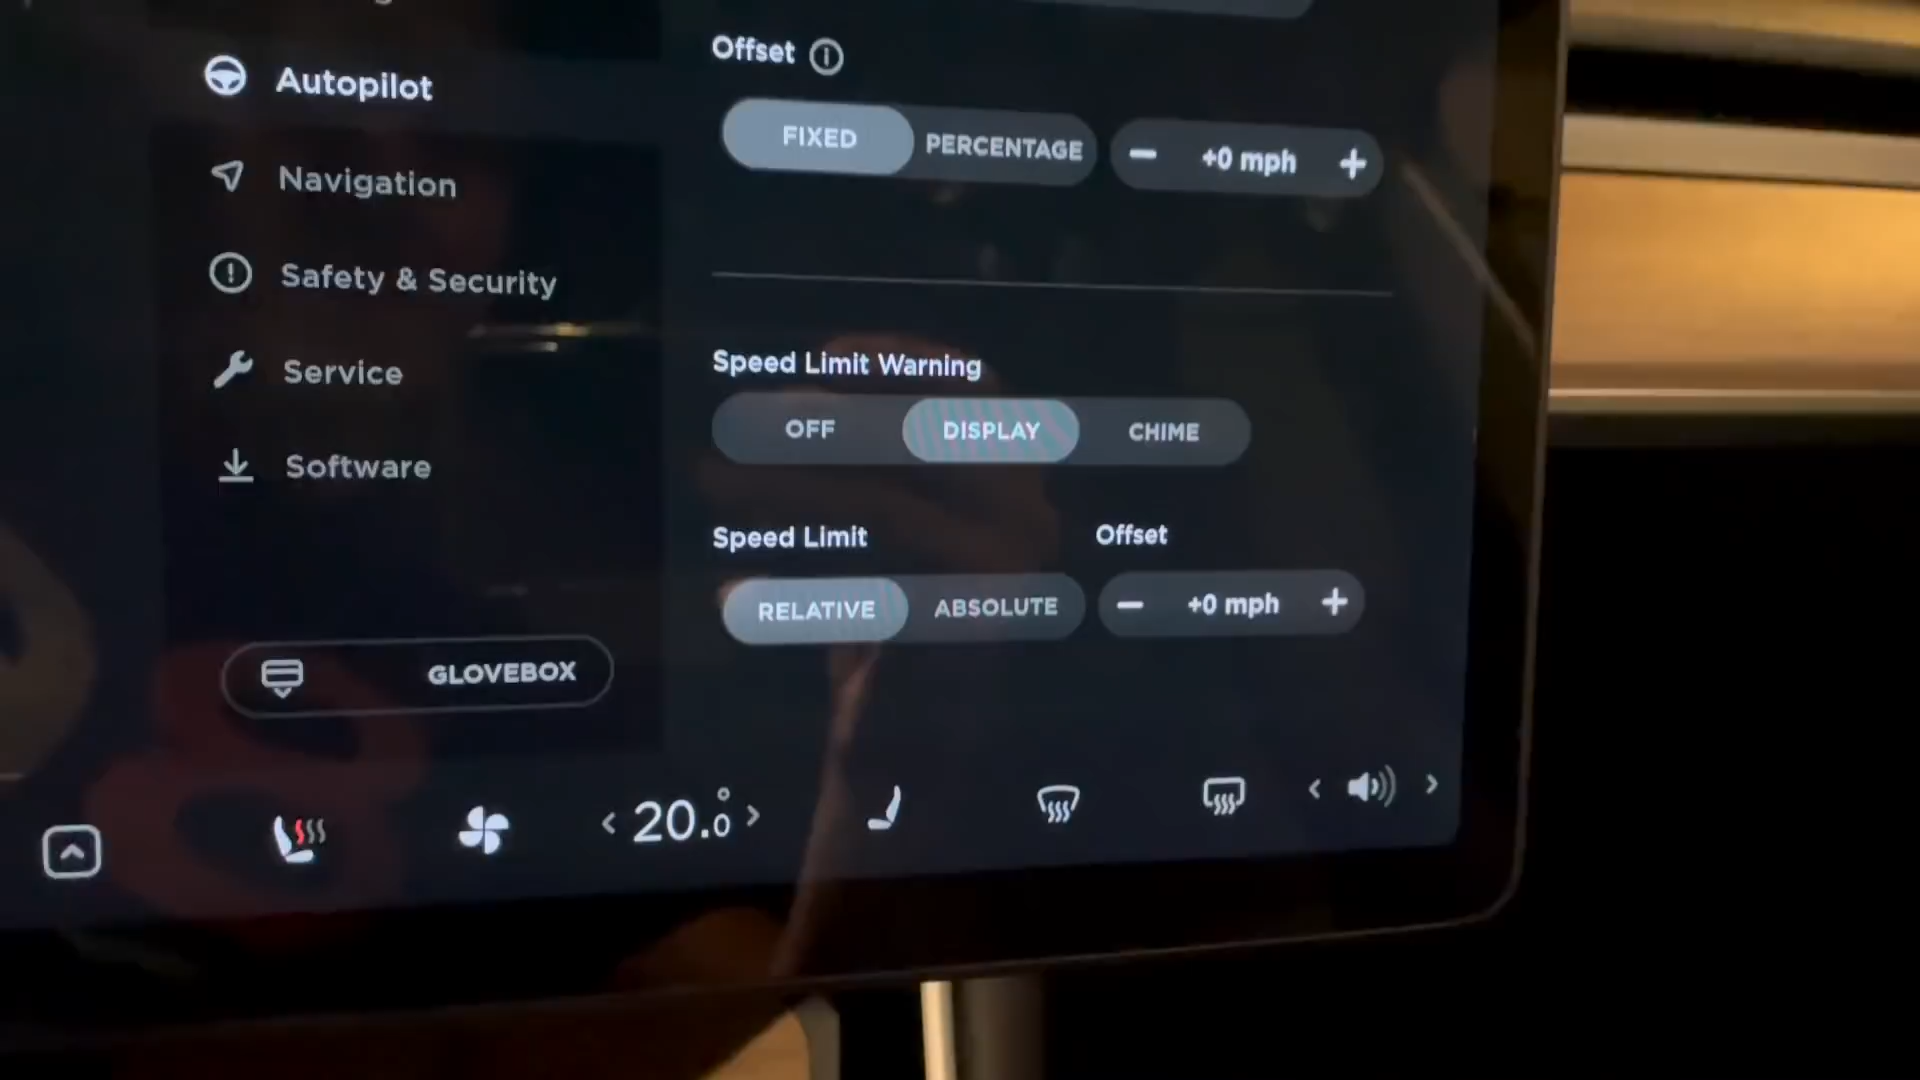 Autopilot
Navigation
Safety & Security
Service
Software
GLOVEBOX
Offset
FIXED PERCENTAGE - +0 mph +
Speed Limit Warning
OFF DISPLAY CHIME
Speed Limit Offset
RELATIVE ABSOLUTE - +0 mph +
< 20.0° > < >